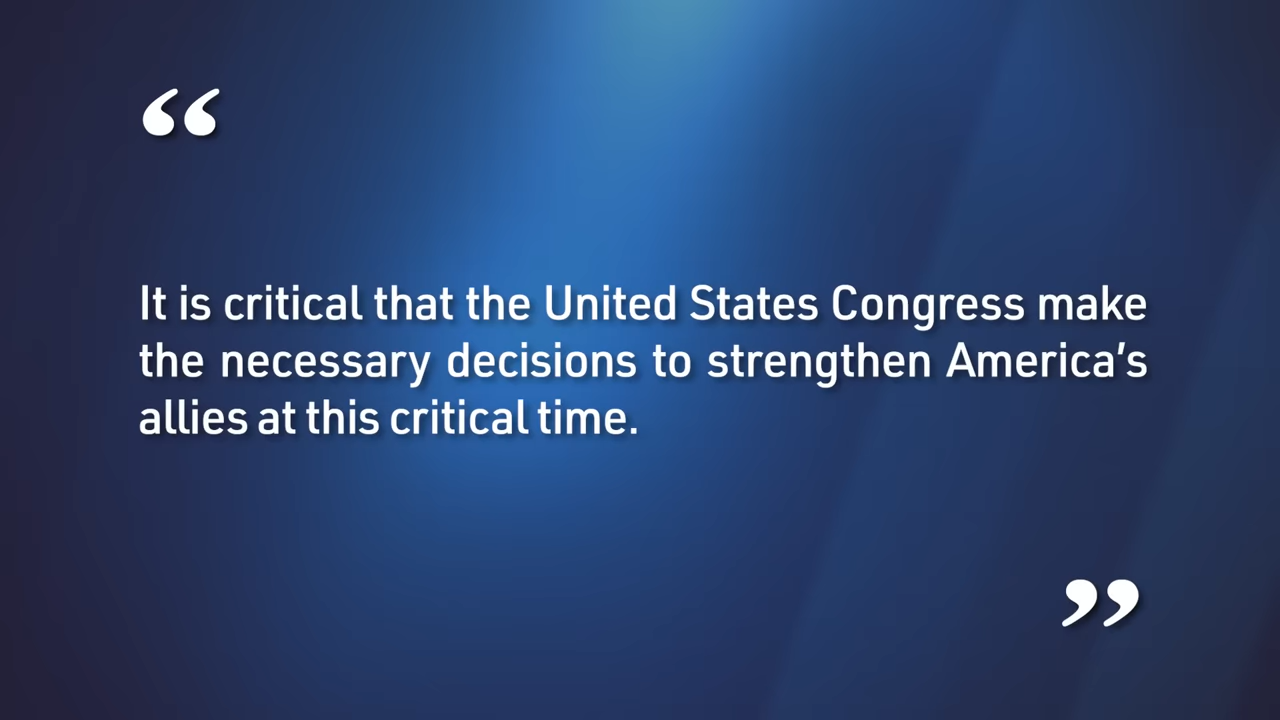 “
It is critical that the United States Congress make
the necessary decisions to strengthen America’s
allies at this critical time.
”